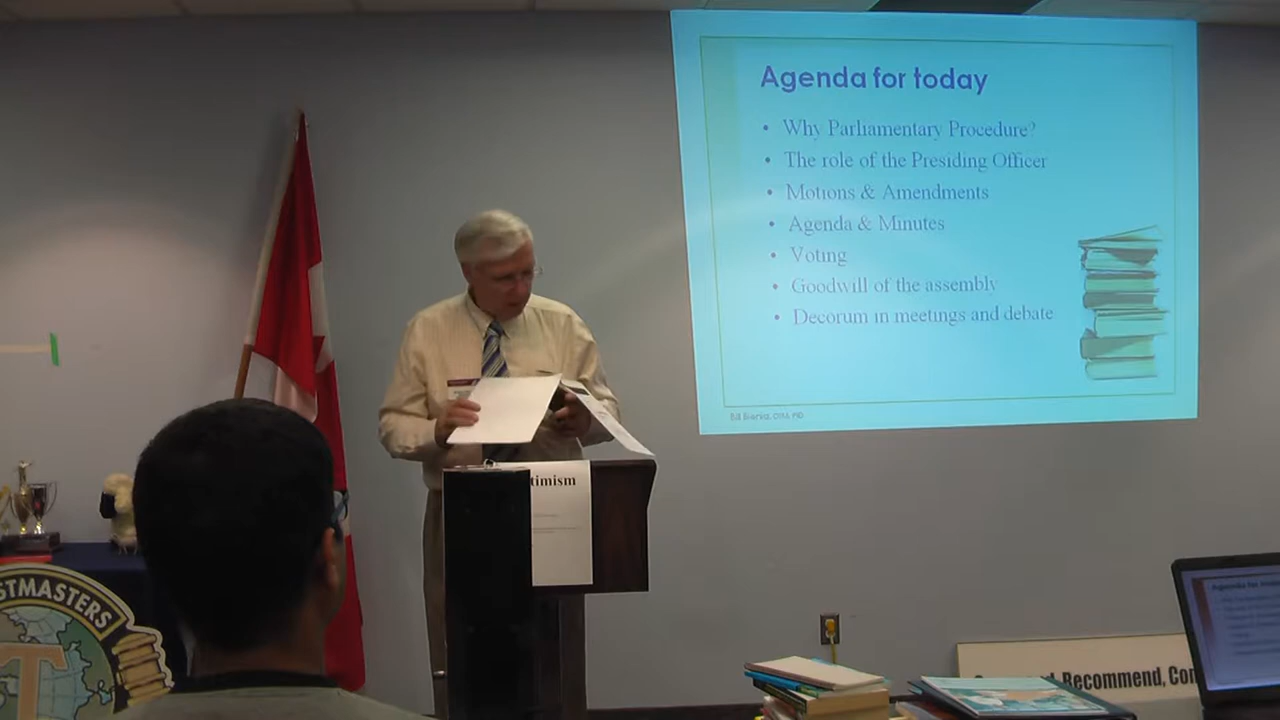 Agenda for today
• Why Parliamentary Procedure?
• The role of the Presiding Officer
• Motions & Amendments
• Agenda & Minutes
• Voting
• Goodwill of the assembly
• Decorum in meetings and debate
timism
STMASTERS
T
Recommend, Con